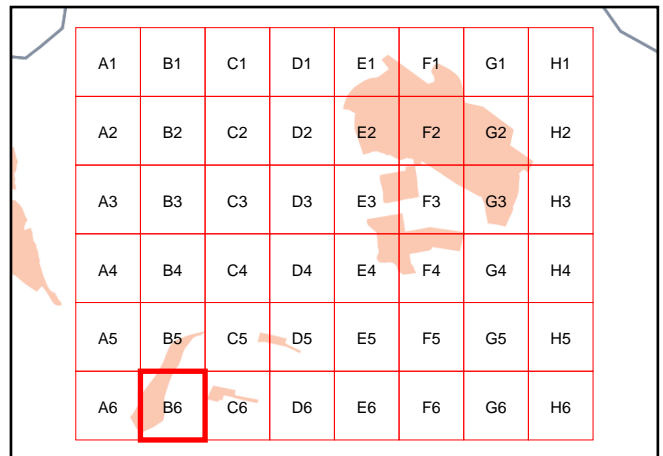 A1 B1 C1 D1 E1 F1 G1 H1
A2 B2 C2 D2 E2 F2 G2 H2
A3 B3 C3 D3 E3 F3 G3 H3
A4 B4 C4 D4 E4 F4 G4 H4
A5 B5 C5 D5 E5 F5 G5 H5
A6 B6 C6 D6 E6 F6 G6 H6